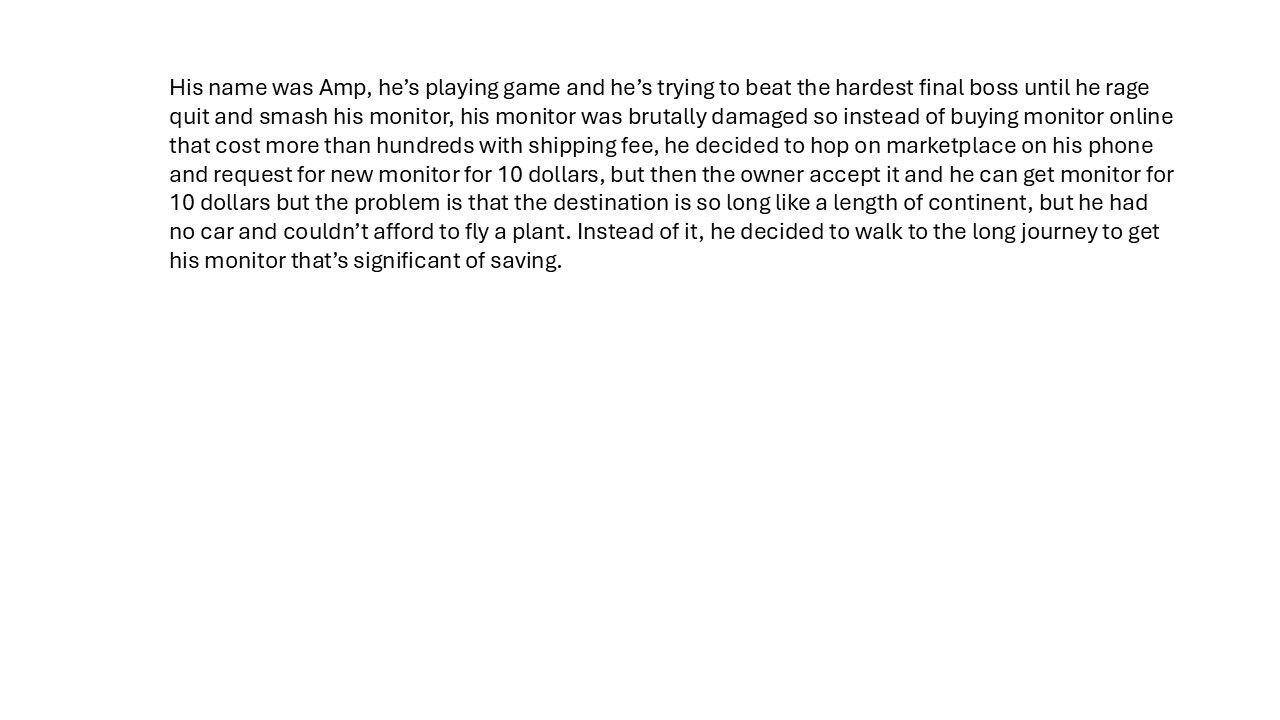 His name was Amp, he’s playing game and he’s trying to beat the hardest final boss until he rage
quit and smash his monitor, his monitor was brutally damaged so instead of buying monitor online
that cost more than hundreds with shipping fee, he decided to hop on marketplace on his phone
and request for new monitor for 10 dollars, but then the owner accept it and he can get monitor for
10 dollars but the problem is that the destination is so long like a length of continent, but he had
no car and couldn’t afford to fly a plant. Instead of it, he decided to walk to the long journey to get
his monitor that’s significant of saving.